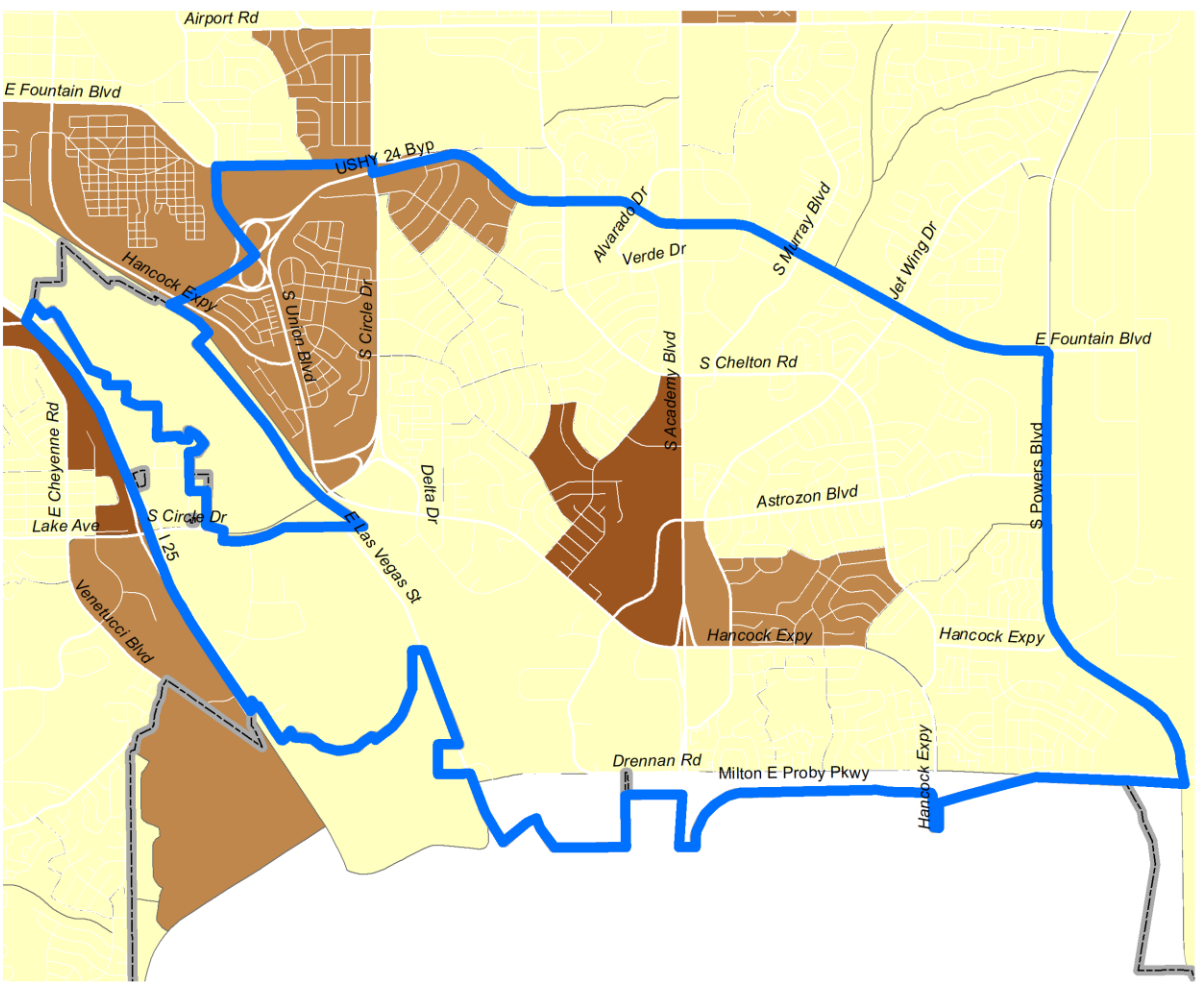 Airport Rd
E Fountain Blvd
USHY 24 Byp
Alvarado Dr
S Murray Blvd
Verde Dr
Jet Wing Dr
Hancock Expy
S Union Blvd
S Circle Dr
E Fountain Blvd
S Academy Blvd
S Chelton Rd
E Cheyenne Rd
S Powers Blvd
Delta Dr
Astrozon Blvd
S Circle Dr
Lake Ave
I 25
E Las Vegas St
Venetucci Blvd
Hancock Expy
Hancock Expy
Drennan Rd
Milton E Proby Pkwy
Hancock Expy